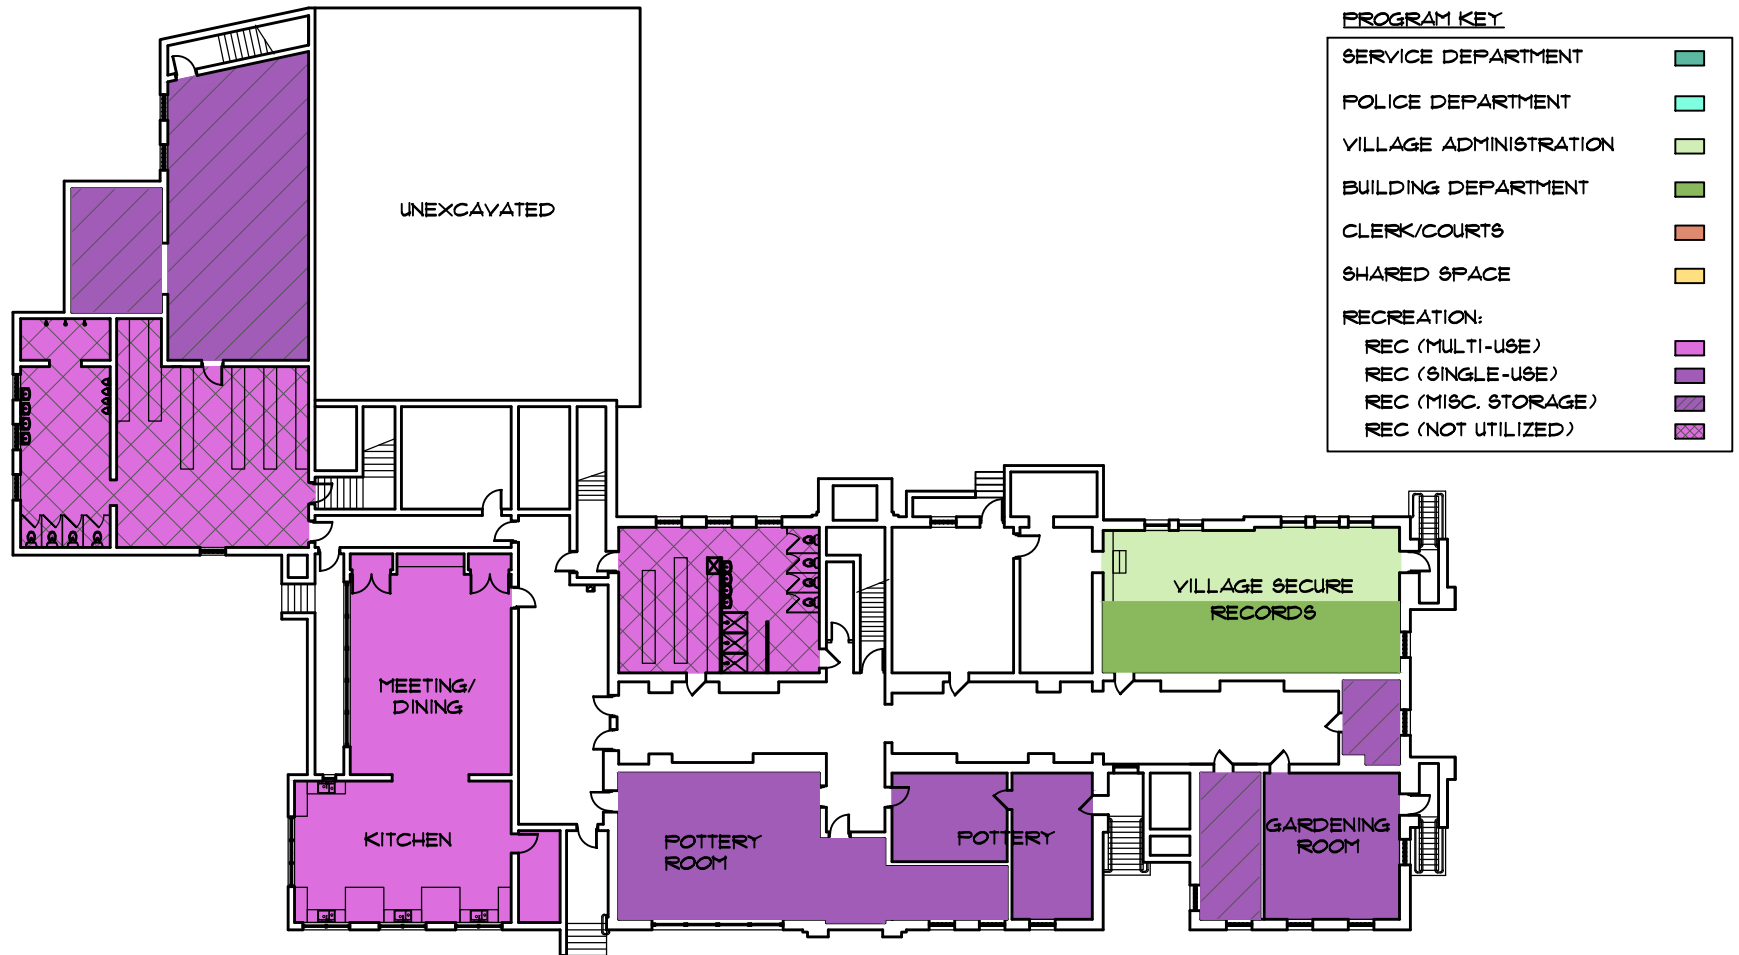 PROGRAM KEY
SERVICE DEPARTMENT
POLICE DEPARTMENT
VILLAGE ADMINISTRATION
BUILDING DEPARTMENT
CLERK/COURTS
SHARED SPACE
RECREATION:
REC (MULTI-USE)
REC (SINGLE-USE)
REC (MISC. STORAGE)
REC (NOT UTILIZED)
UNEXCAVATED
VILLAGE SECURE
RECORDS
MEETING/
DINING
KITCHEN
POTTERY
ROOM
POTTERY
GARDENING
ROOM